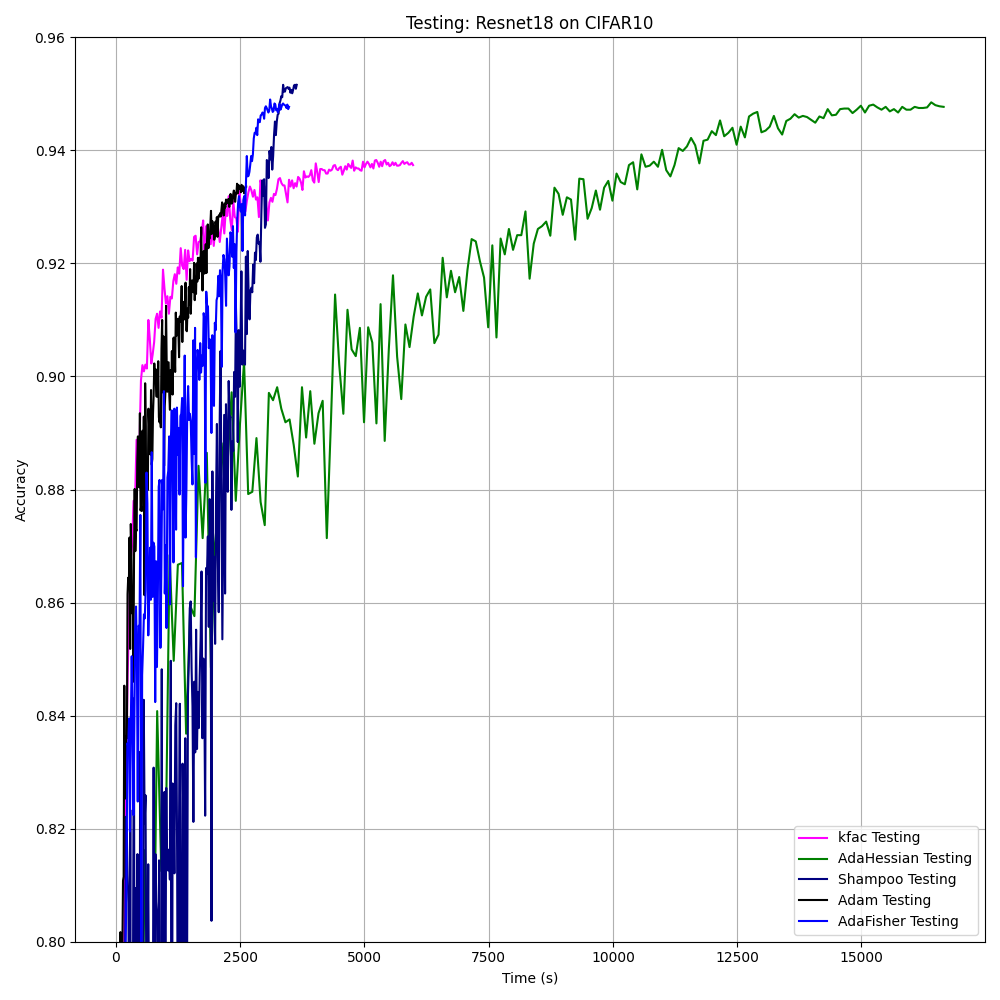 Testing: Resnet18 on CIFAR10
0.96
0.94
0.92
0.90
0.88
0.86
0.84
0.82
0.80
Accuracy
0
2500
5000
7500
10000
12500
15000
Time (s)
kfac Testing
AdaHessian Testing
Shampoo Testing
Adam Testing
AdaFisher Testing